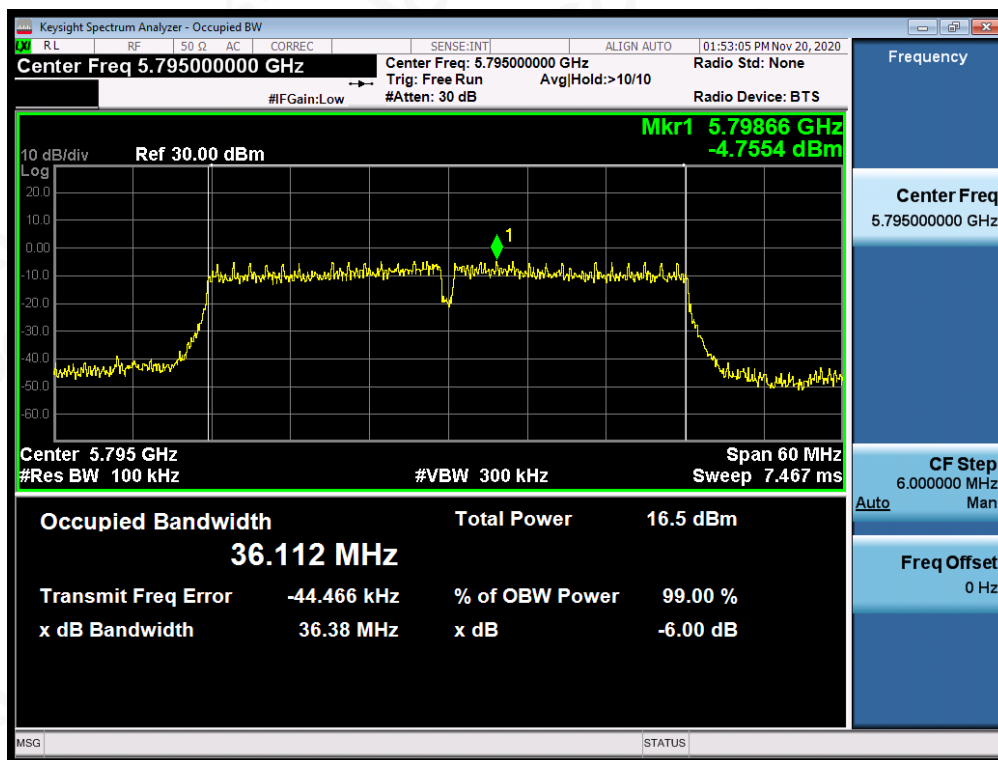 Keysight Spectrum Analyzer - Occupied BW
LXI RL RF 50 Ω AC CORREC SENSE:INT ALIGN AUTO 01:53:05 PM Nov 20, 2020
Center Freq 5.795000000 GHz
Center Freq: 5.795000000 GHz Radio Std: None
Trig: Free Run Avg|Hold:>10/10
#IFGain:Low #Atten: 30 dB Radio Device: BTS
Mkr1 5.79866 GHz
-4.7554 dBm
10 dB/div Ref 30.00 dBm
Log
20.0
10.0
0.00
-10.0
-20.0
-30.0
-40.0
-50.0
-60.0
1
Center 5.795 GHz Span 60 MHz
#Res BW 100 kHz #VBW 300 kHz Sweep 7.467 ms
Occupied Bandwidth Total Power 16.5 dBm
36.112 MHz
Transmit Freq Error -44.466 kHz % of OBW Power 99.00 %
x dB Bandwidth 36.38 MHz x dB -6.00 dB
MSG STATUS
Frequency
Center Freq
5.795000000 GHz
CF Step
6.000000 MHz
Auto Man
Freq Offset
0 Hz